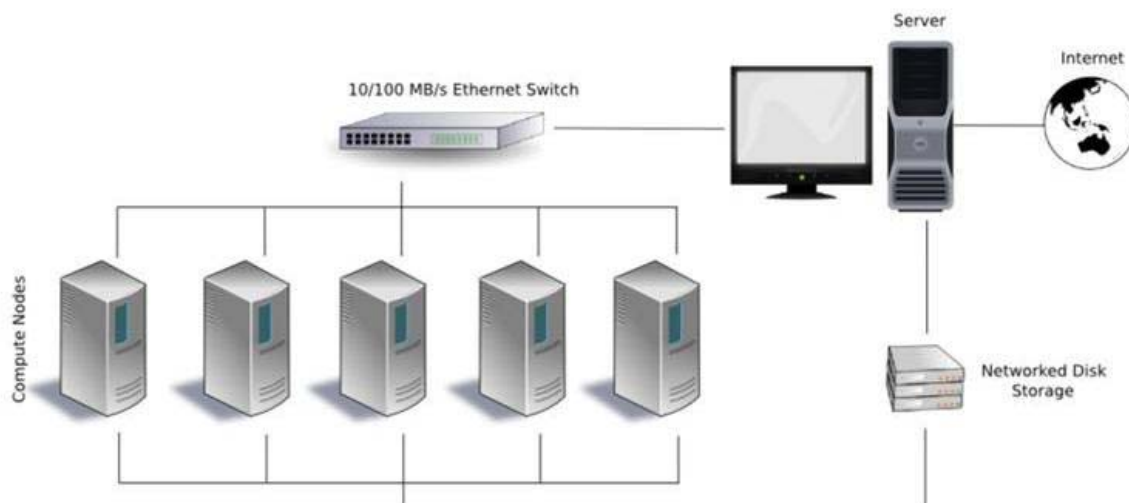 Server
Internet
10/100 MB/s Ethernet Switch
Compute Nodes
Networked Disk
Storage